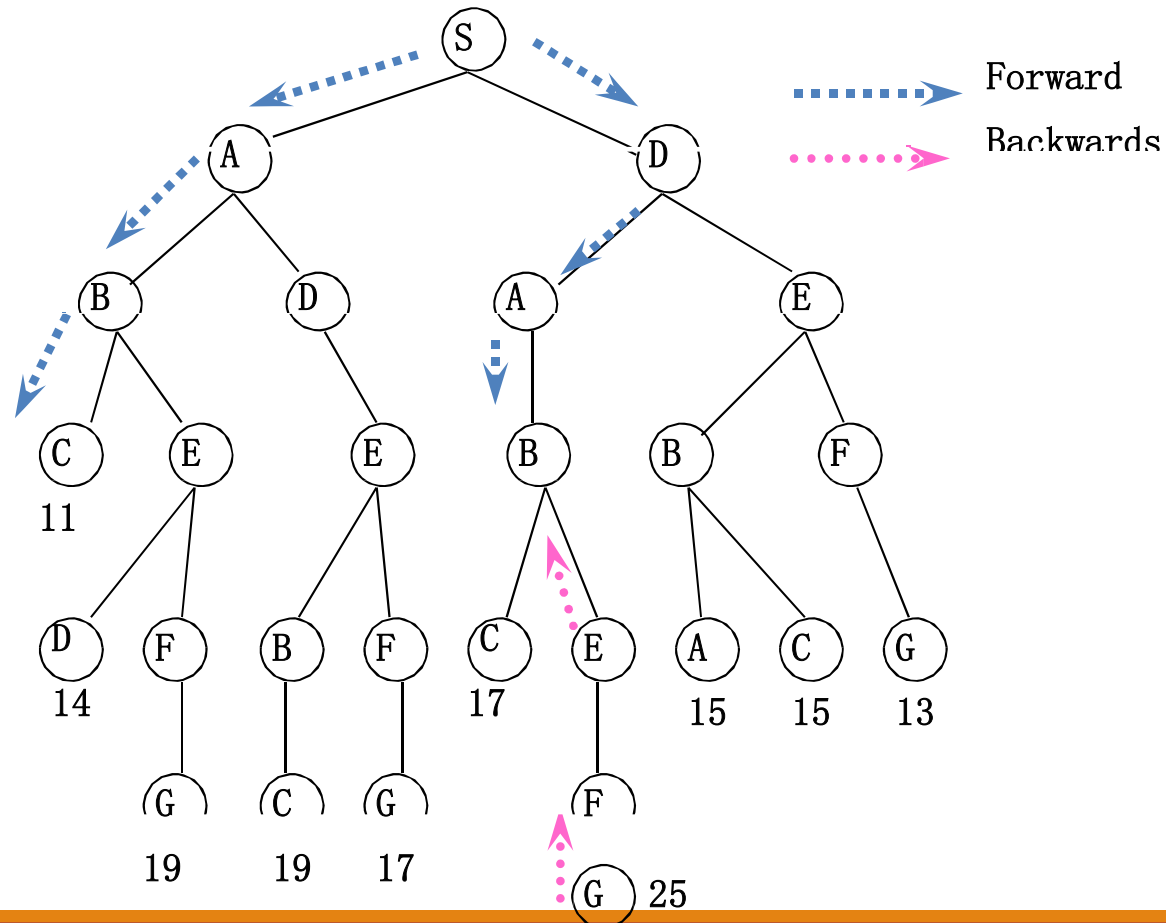 S
Forward
Backwards
A D
B D A E
C E E B B F
11
D F B F C E A C G
14 17 15 15 13
G C G F
19 19 17
G 25